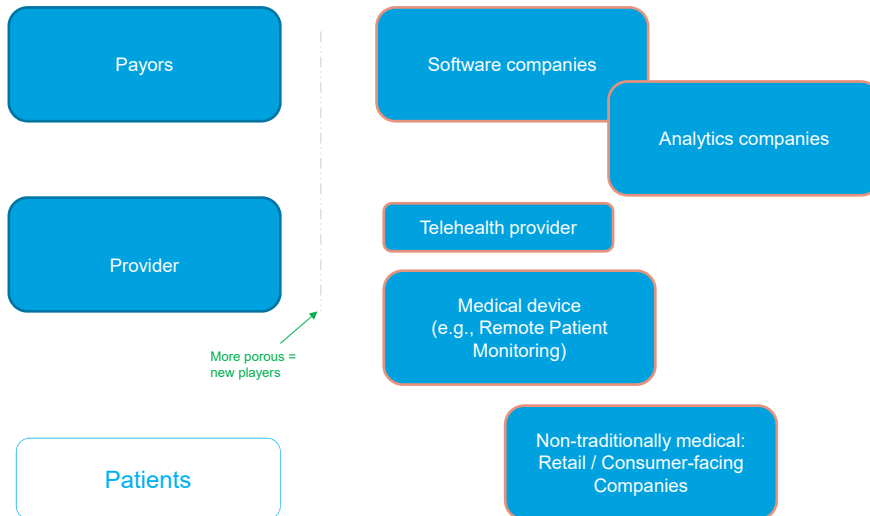 Payors
Software companies
Analytics companies
Provider
Telehealth provider
Medical device
(e.g., Remote Patient
Monitoring)
More porous =
new players
Patients
Non-traditionally medical:
Retail / Consumer-facing
Companies